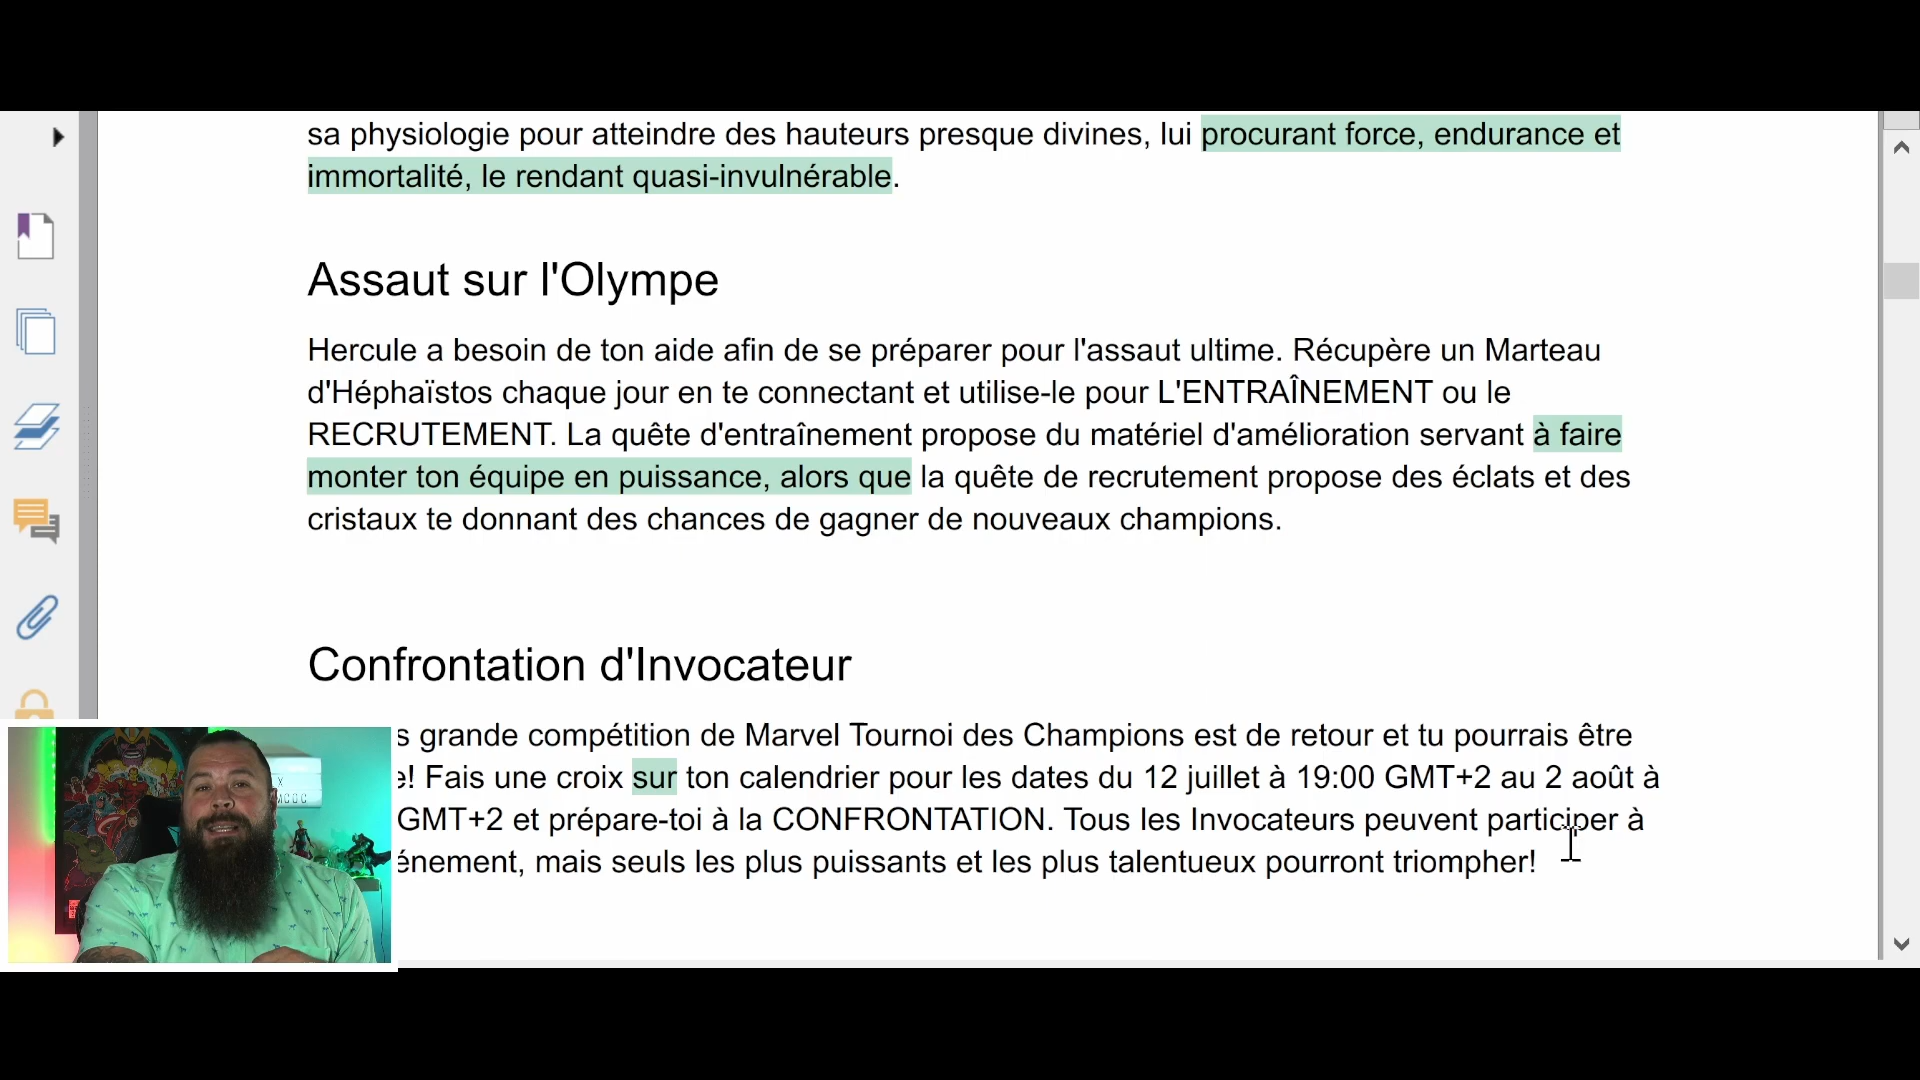 sa physiologie pour atteindre des hauteurs presque divines, lui procurant force, endurance et
immortalité, le rendant quasi-invulnérable.
Assaut sur l'Olympe
Hercule a besoin de ton aide afin de se préparer pour l'assaut ultime. Récupère un Marteau
d'Héphaïstos chaque jour en te connectant et utilise-le pour L'ENTRAÎNEMENT ou le
RECRUTEMENT. La quête d'entraînement propose du matériel d'amélioration servant à faire
monter ton équipe en puissance, alors que la quête de recrutement propose des éclats et des
cristaux te donnant des chances de gagner de nouveaux champions.
Confrontation d'Invocateur
s grande compétition de Marvel Tournoi des Champions est de retour et tu pourrais être
e! Fais une croix sur ton calendrier pour les dates du 12 juillet à 19:00 GMT+2 au 2 août à
GMT+2 et prépare-toi à la CONFRONTATION. Tous les Invocateurs peuvent participer à
énement, mais seuls les plus puissants et les plus talentueux pourront triompher!